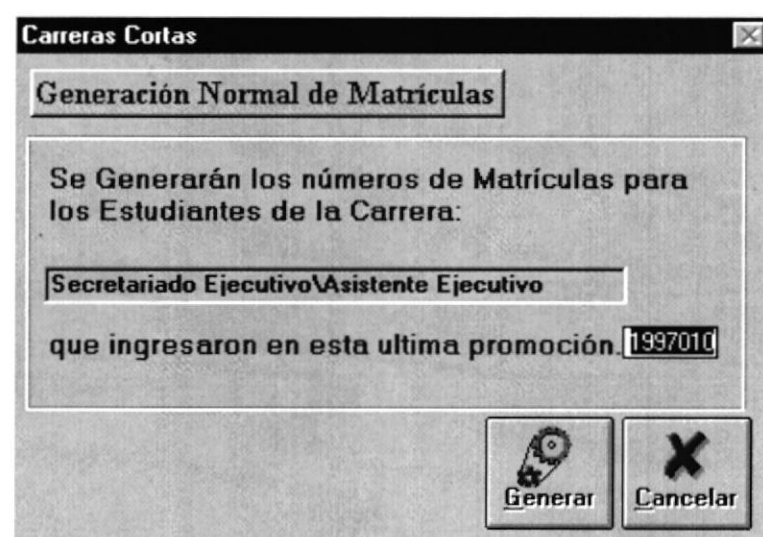 Carreras Cortas
Generación Normal de Matrículas
Se Generarán los números de Matrículas para
los Estudiantes de la Carrera:
Secretariado Ejecutivo\Asistente Ejecutivo
que ingresaron en esta ultima promoción. 1997010
Generar
Cancelar